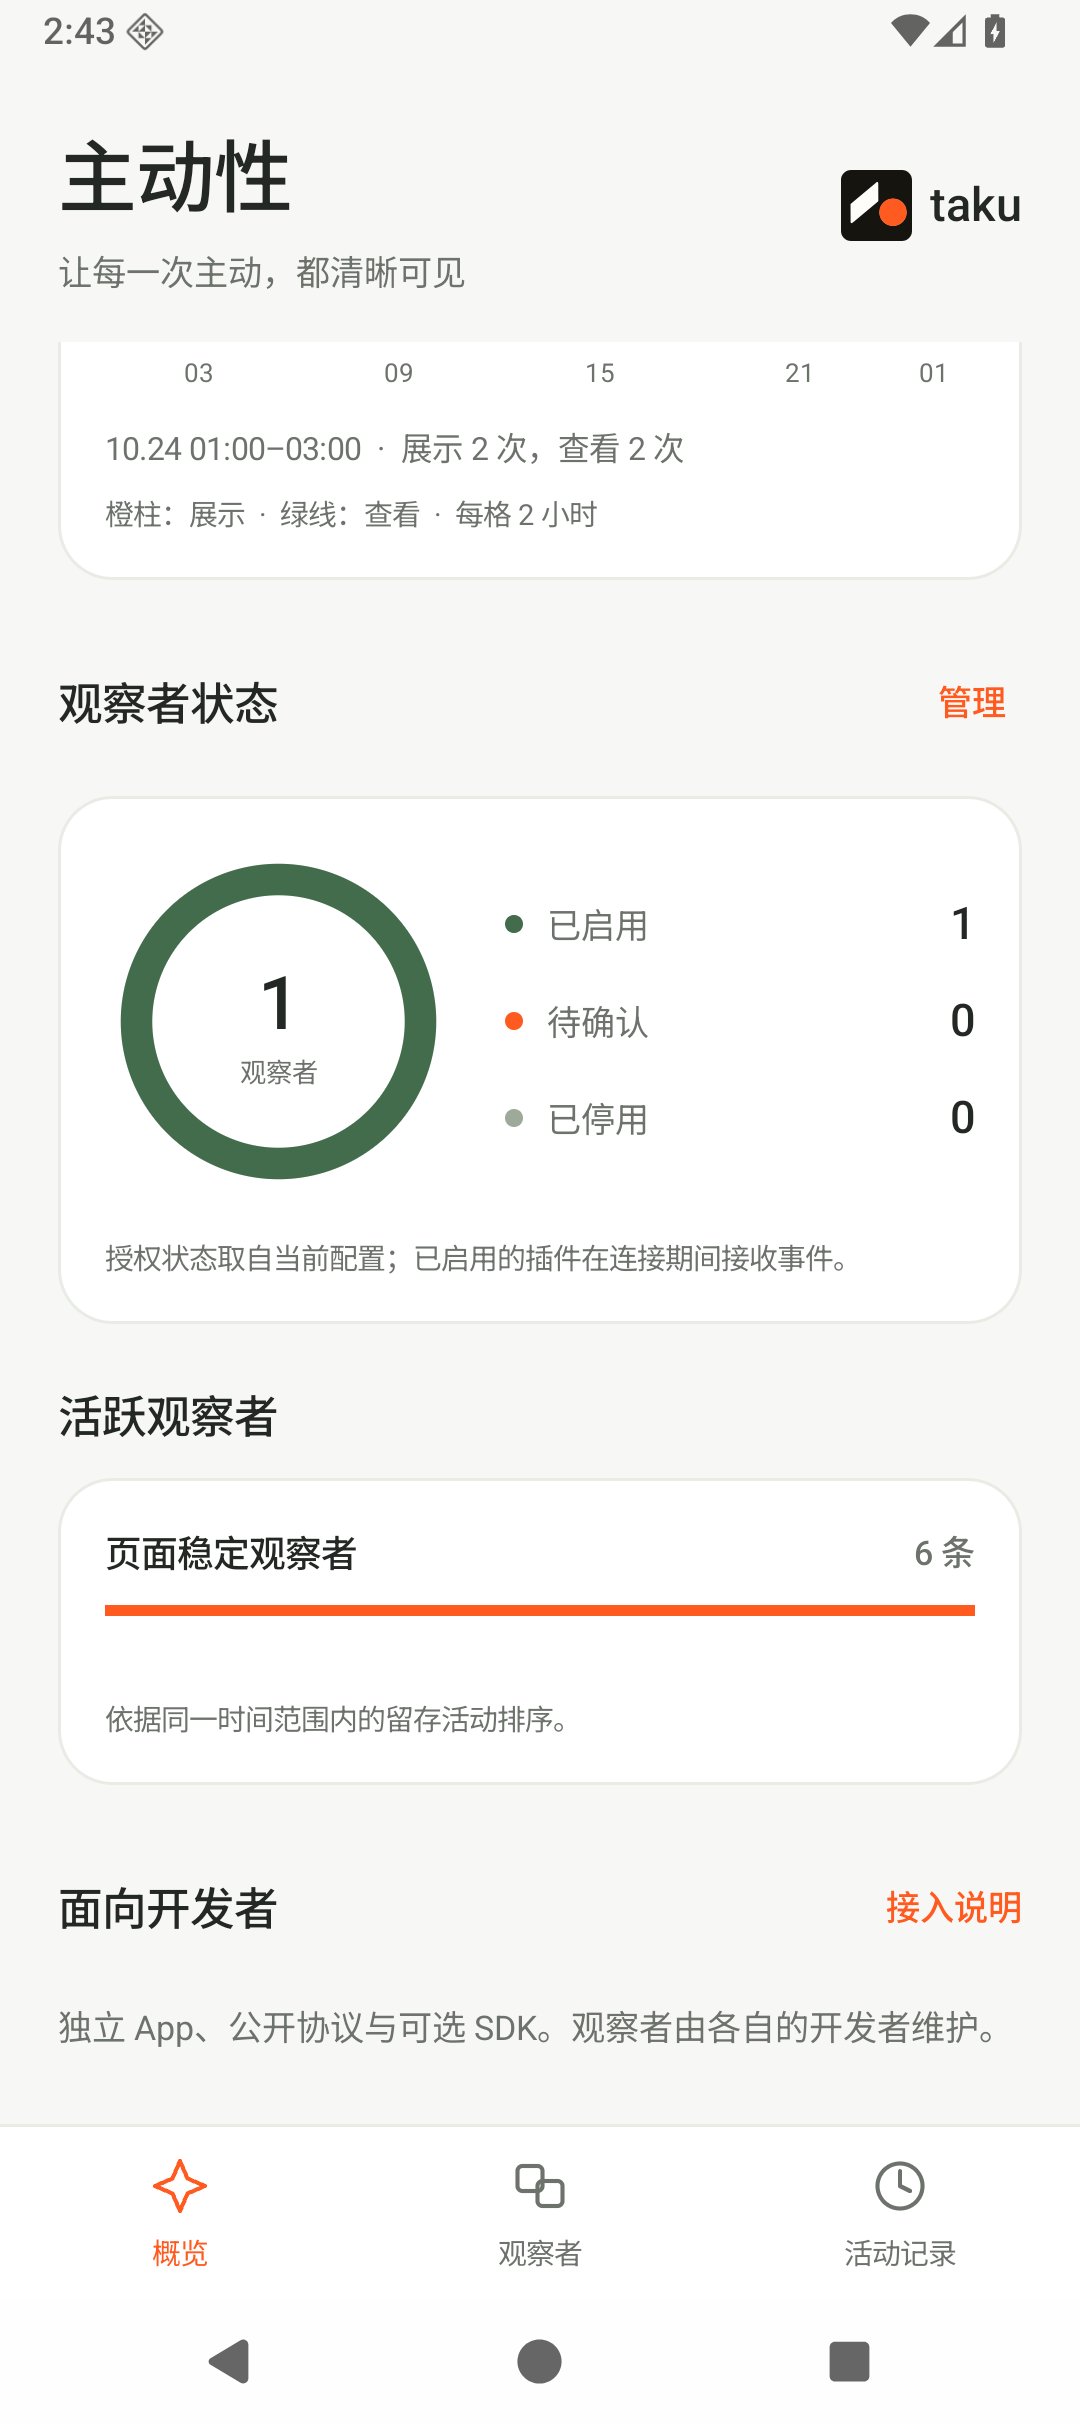 2:43
主动性
taku
让每一次主动，都清晰可见
03 09 15 21 01
10.24 01:00–03:00 · 展示 2 次，查看 2 次
橙柱：展示 · 绿线：查看 · 每格 2 小时
观察者状态 管理
1
观察者
已启用 1
待确认 0
已停用 0
授权状态取自当前配置；已启用的插件在连接期间接收事件。
活跃观察者
页面稳定观察者 6 条
依据同一时间范围内的留存活动排序。
面向开发者 接入说明
独立 App、公开协议与可选 SDK。观察者由各自的开发者维护。
概览 观察者 活动记录